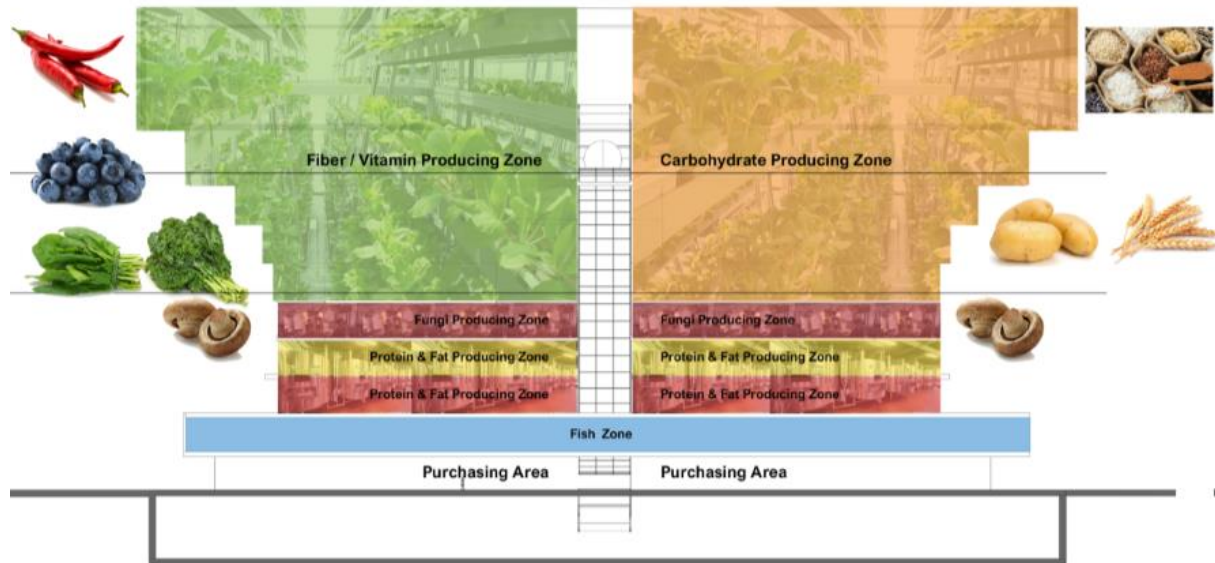 Fiber / Vitamin Producing Zone
Carbohydrate Producing Zone
Fungi Producing Zone
Fungi Producing Zone
Protein & Fat Producing Zone
Protein & Fat Producing Zone
Protein & Fat Producing Zone
Protein & Fat Producing Zone
Fish Zone
Purchasing Area
Purchasing Area